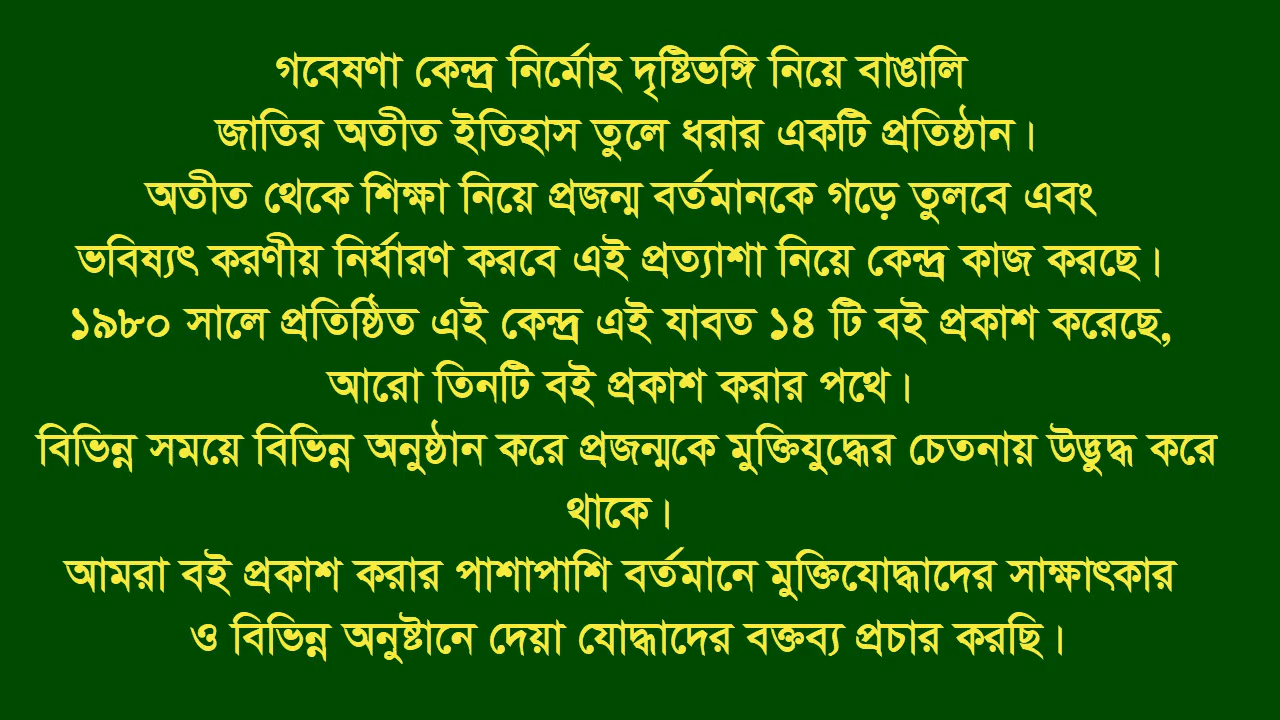 গবেষণা কেন্দ্র নির্মোহ দৃষ্টিভঙ্গি নিয়ে বাঙালি
জাতির অতীত ইতিহাস তুলে ধরার একটি প্রতিষ্ঠান।
অতীত থেকে শিক্ষা নিয়ে প্রজন্ম বর্তমানকে গড়ে তুলবে এবং
ভবিষ্যৎ করণীয় নির্ধারণ করবে এই প্রত্যাশা নিয়ে কেন্দ্র কাজ করছে।
১৯৮০ সালে প্রতিষ্ঠিত এই কেন্দ্র এই যাবত ১৪ টি বই প্রকাশ করেছে,
আরো তিনটি বই প্রকাশ করার পথে।
বিভিন্ন সময়ে বিভিন্ন অনুষ্ঠান করে প্রজন্মকে মুক্তিযুদ্ধের চেতনায় উদ্ভুদ্ধ করে
থাকে।
আমরা বই প্রকাশ করার পাশাপাশি বর্তমানে মুক্তিযোদ্ধাদের সাক্ষাৎকার
ও বিভিন্ন অনুষ্টানে দেয়া যোদ্ধাদের বক্তব্য প্রচার করছি।